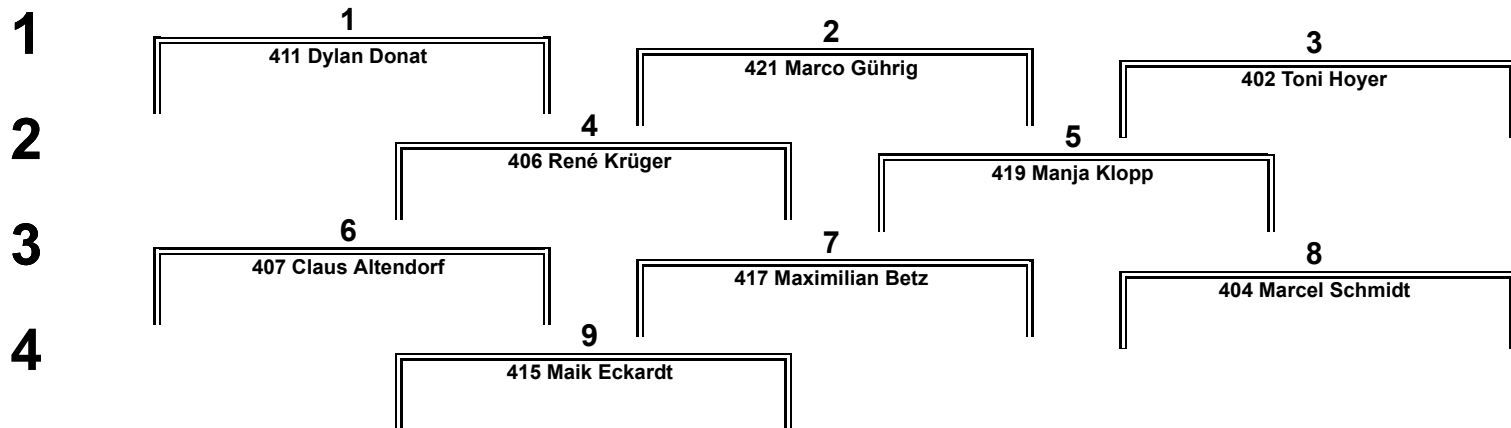 1
1
411 Dylan Donat
2
421 Marco Gührig
3
402 Toni Hoyer
2
4
406 René Krüger
5
419 Manja Klopp
3
6
407 Claus Altendorf
7
417 Maximilian Betz
8
404 Marcel Schmidt
4
9
415 Maik Eckardt